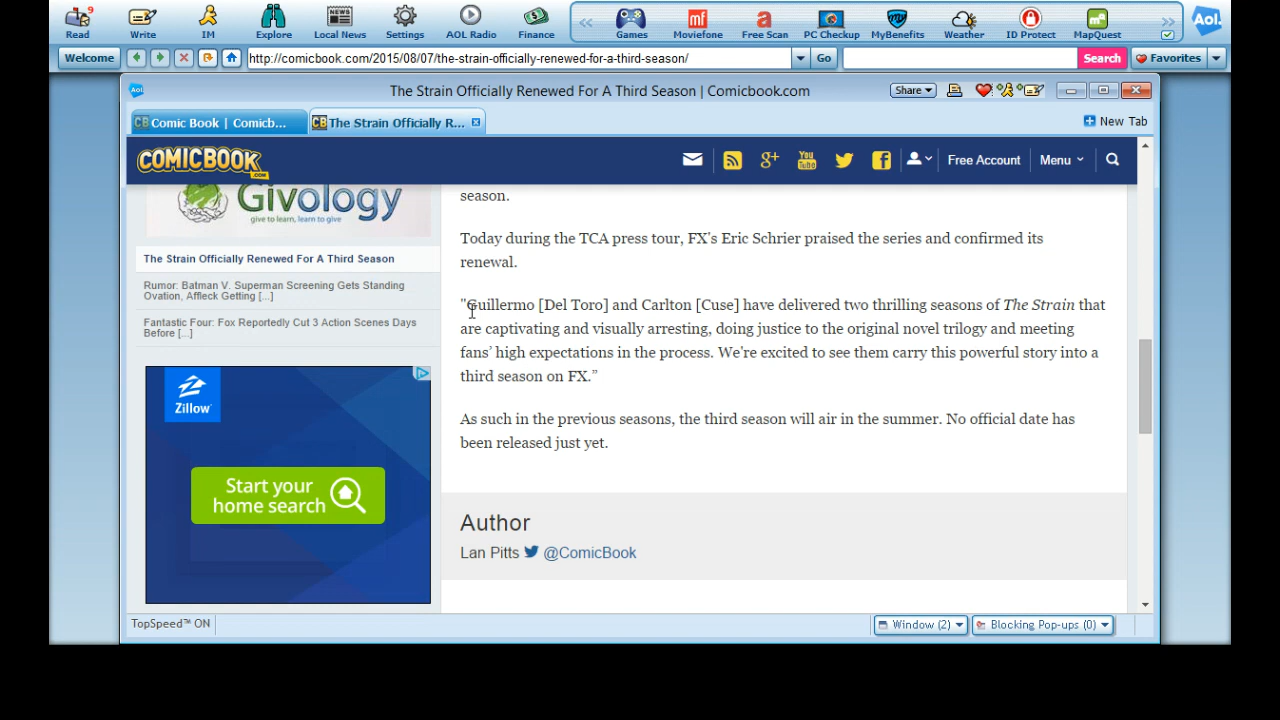 9
Read
Write
IM
Explore
NEWS
Local News
Settings
AOL Radio
Finance
Games
mf
Moviefone
a
Free Scan
PC Checkup
My
MyBenefits
Weather
ID Protect
m
MapQuest
Aol.
Welcome
http://comicbook.com/2015/08/07/the-strain-officially-renewed-for-a-third-season/
Go
Search
Favorites
Aol.
The Strain Officially Renewed For A Third Season | Comicbook.com
Share
CB Comic Book | Comicb...
CB The Strain Officially R...
New Tab
COMICBOOK
.COM
g+
You
Tube
Free Account
Menu
Givology
give to learn, learn to give
The Strain Officially Renewed For A Third Season
Rumor: Batman V. Superman Screening Gets Standing
Ovation, Affleck Getting [...]
Fantastic Four: Fox Reportedly Cut 3 Action Scenes Days
Before [...]
Zillow
Start your
home search
season.
Today during the TCA press tour, FX's Eric Schrier praised the series and confirmed its
renewal.
"Guillermo [Del Toro] and Carlton [Cuse] have delivered two thrilling seasons of The Strain that
are captivating and visually arresting, doing justice to the original novel trilogy and meeting
fans’ high expectations in the process. We're excited to see them carry this powerful story into a
third season on FX.”
As such in the previous seasons, the third season will air in the summer. No official date has
been released just yet.
Author
Lan Pitts @ComicBook
TopSpeed™ ON
Window (2)
Blocking Pop-ups (0)